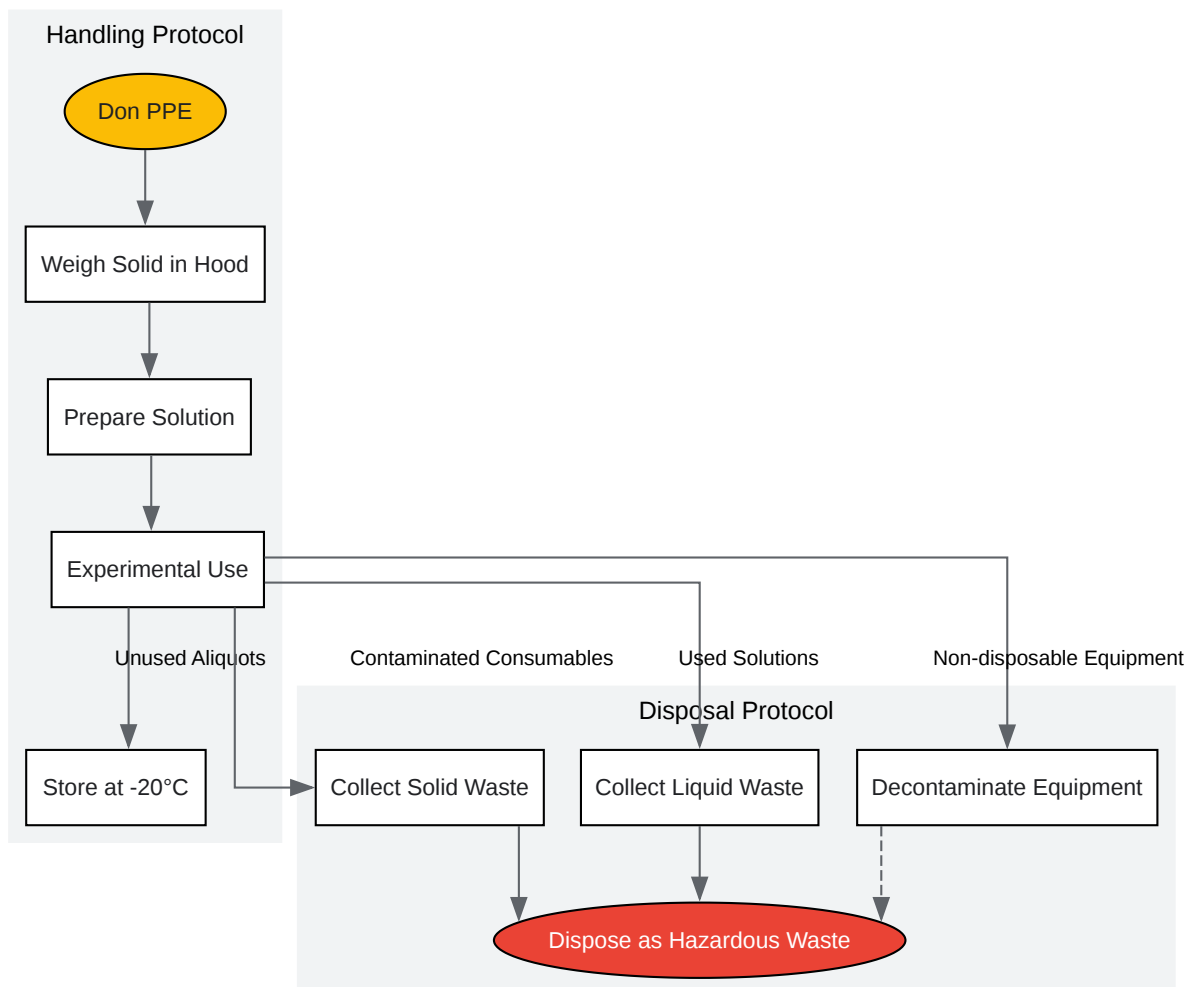 Handling Protocol
Don PPE
Weigh Solid in Hood
Prepare Solution
Experimental Use
Unused Aliquots
Contaminated Consumables
Used Solutions
Non-disposable Equipment
Disposal Protocol
Store at -20°C
Collect Solid Waste
Collect Liquid Waste
Decontaminate Equipment
Dispose as Hazardous Waste